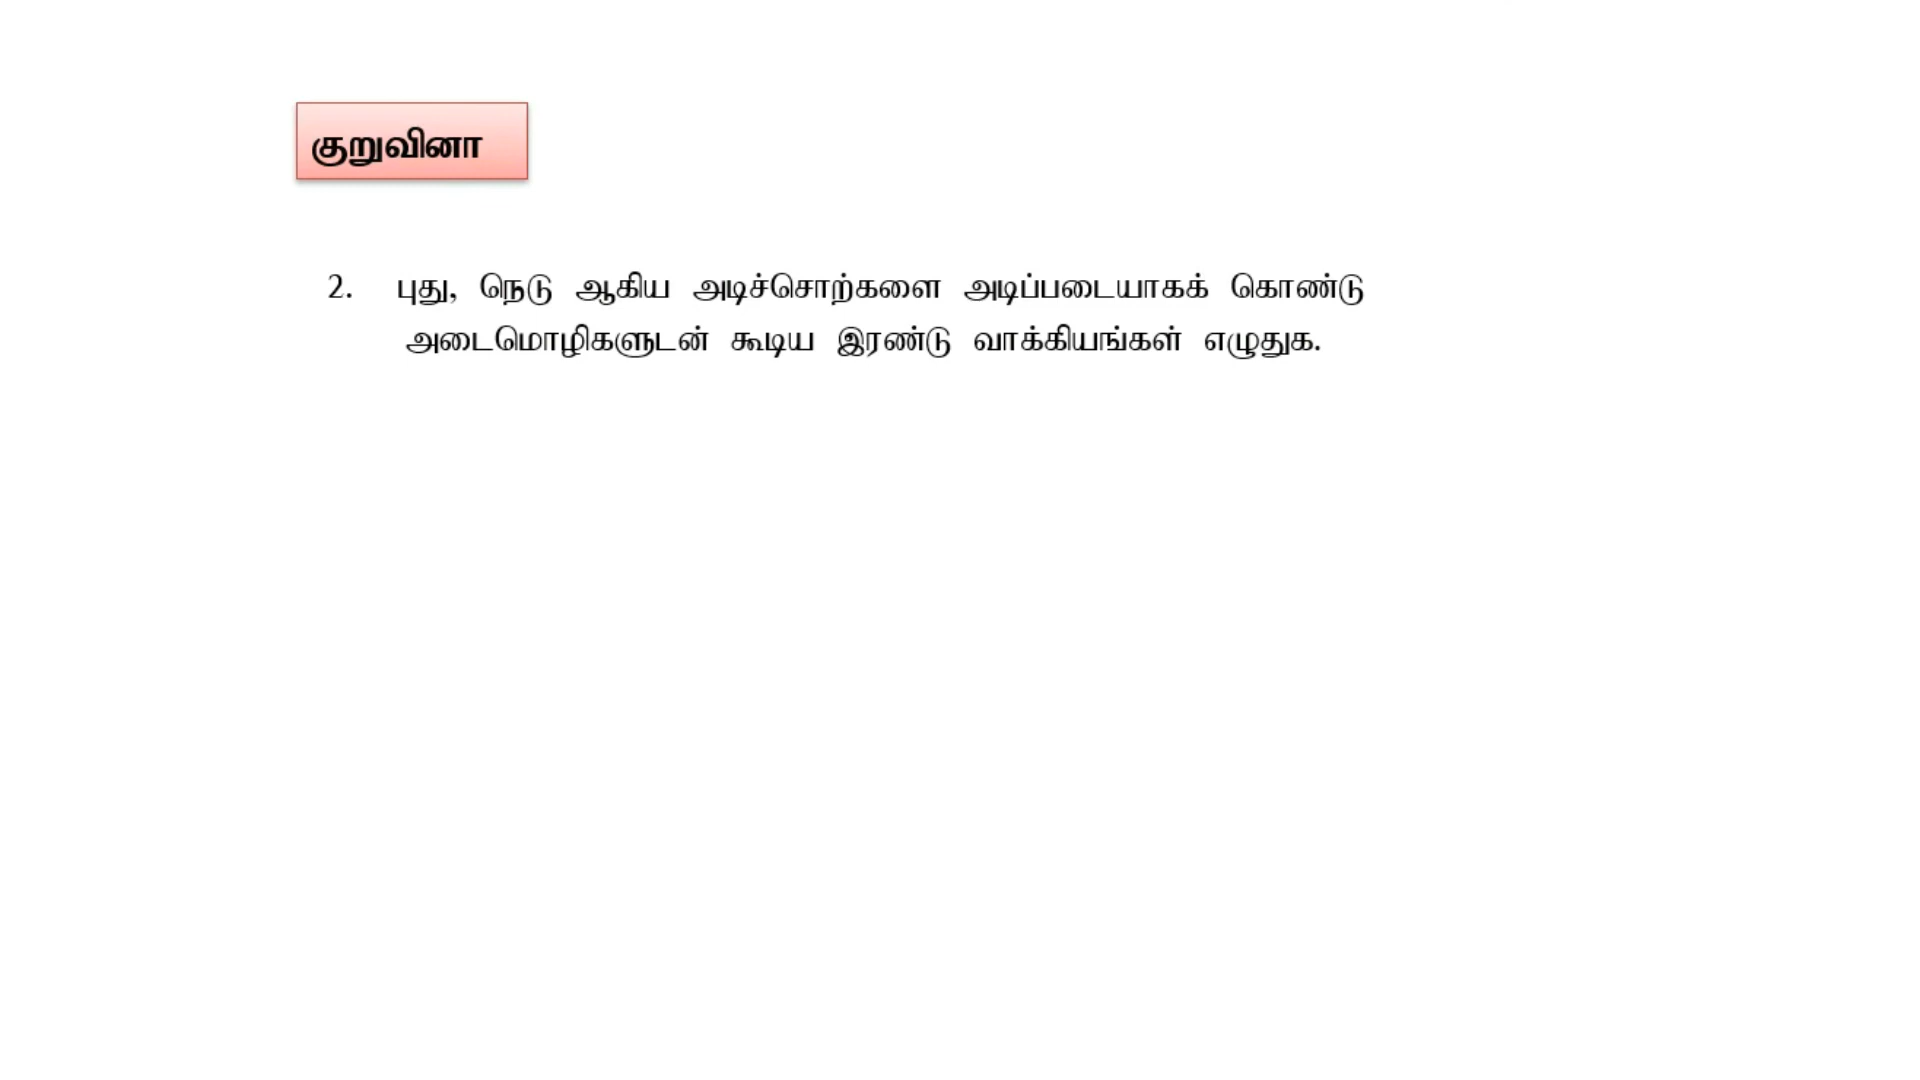 குறுவினா
2. புது, நெடு ஆகிய அடிச்சொற்களை அடிப்படையாகக் கொண்டு
அடைமொழிகளுடன் கூடிய இரண்டு வாக்கியங்கள் எழுதுக.